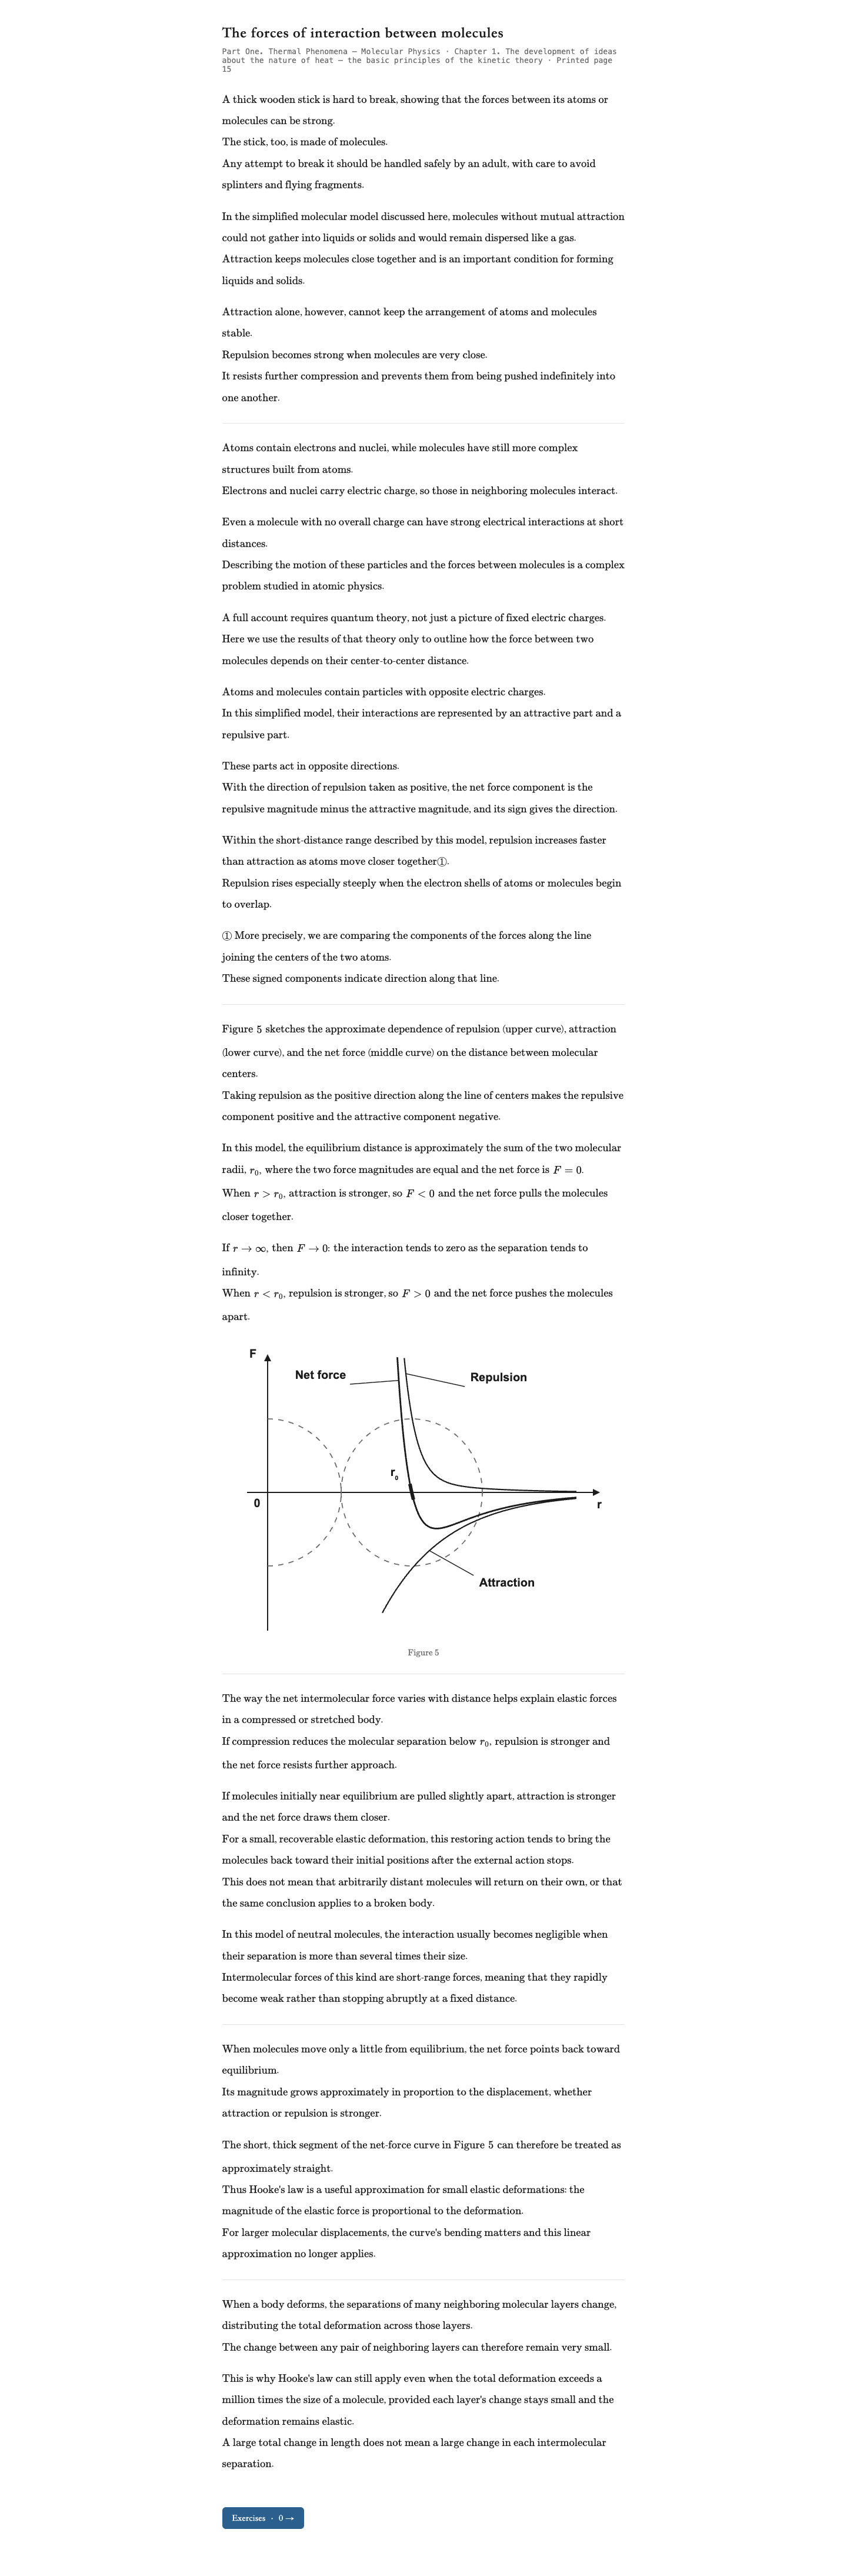 The forces of interaction between molecules
Part One. Thermal Phenomena — Molecular Physics · Chapter 1. The development of ideas
about the nature of heat — the basic principles of the kinetic theory · Printed page
15
A thick wooden stick is hard to break, showing that the forces between its atoms or
molecules can be strong.
The stick, too, is made of molecules.
Any attempt to break it should be handled safely by an adult, with care to avoid
splinters and flying fragments.
In the simplified molecular model discussed here, molecules without mutual attraction
could not gather into liquids or solids and would remain dispersed like a gas.
Attraction keeps molecules close together and is an important condition for forming
liquids and solids.
Attraction alone, however, cannot keep the arrangement of atoms and molecules
stable.
Repulsion becomes strong when molecules are very close.
It resists further compression and prevents them from being pushed indefinitely into
one another.
Atoms contain electrons and nuclei, while molecules have still more complex
structures built from atoms.
Electrons and nuclei carry electric charge, so those in neighboring molecules interact.
Even a molecule with no overall charge can have strong electrical interactions at short
distances.
Describing the motion of these particles and the forces between molecules is a complex
problem studied in atomic physics.
A full account requires quantum theory, not just a picture of fixed electric charges.
Here we use the results of that theory only to outline how the force between two
molecules depends on their center-to-center distance.
Atoms and molecules contain particles with opposite electric charges.
In this simplified model, their interactions are represented by an attractive part and a
repulsive part.
These parts act in opposite directions.
With the direction of repulsion taken as positive, the net force component is the
repulsive magnitude minus the attractive magnitude, and its sign gives the direction.
Within the short-distance range described by this model, repulsion increases faster
than attraction as atoms move closer together①.
Repulsion rises especially steeply when the electron shells of atoms or molecules begin
to overlap.
① More precisely, we are comparing the components of the forces along the line
joining the centers of the two atoms.
These signed components indicate direction along that line.
Figure 5 sketches the approximate dependence of repulsion (upper curve), attraction
(lower curve), and the net force (middle curve) on the distance between molecular
centers.
Taking repulsion as the positive direction along the line of centers makes the repulsive
component positive and the attractive component negative.
In this model, the equilibrium distance is approximately the sum of the two molecular
radii, r₀, where the two force magnitudes are equal and the net force is F = 0.
When r > r₀, attraction is stronger, so F < 0 and the net force pulls the molecules
closer together.
If r → ∞, then F → 0: the interaction tends to zero as the separation tends to
infinity.
When r < r₀, repulsion is stronger, so F > 0 and the net force pushes the molecules
apart.
F
Net force
Repulsion
r₀
0
r
Attraction
Figure 5
The way the net intermolecular force varies with distance helps explain elastic forces
in a compressed or stretched body.
If compression reduces the molecular separation below r₀, repulsion is stronger and
the net force resists further approach.
If molecules initially near equilibrium are pulled slightly apart, attraction is stronger
and the net force draws them closer.
For a small, recoverable elastic deformation, this restoring action tends to bring the
molecules back toward their initial positions after the external action stops.
This does not mean that arbitrarily distant molecules will return on their own, or that
the same conclusion applies to a broken body.
In this model of neutral molecules, the interaction usually becomes negligible when
their separation is more than several times their size.
Intermolecular forces of this kind are short-range forces, meaning that they rapidly
become weak rather than stopping abruptly at a fixed distance.
When molecules move only a little from equilibrium, the net force points back toward
equilibrium.
Its magnitude grows approximately in proportion to the displacement, whether
attraction or repulsion is stronger.
The short, thick segment of the net-force curve in Figure 5 can therefore be treated as
approximately straight.
Thus Hooke's law is a useful approximation for small elastic deformations: the
magnitude of the elastic force is proportional to the deformation.
For larger molecular displacements, the curve's bending matters and this linear
approximation no longer applies.
When a body deforms, the separations of many neighboring molecular layers change,
distributing the total deformation across those layers.
The change between any pair of neighboring layers can therefore remain very small.
This is why Hooke's law can still apply even when the total deformation exceeds a
million times the size of a molecule, provided each layer's change stays small and the
deformation remains elastic.
A large total change in length does not mean a large change in each intermolecular
separation.
Exercises · 0 →